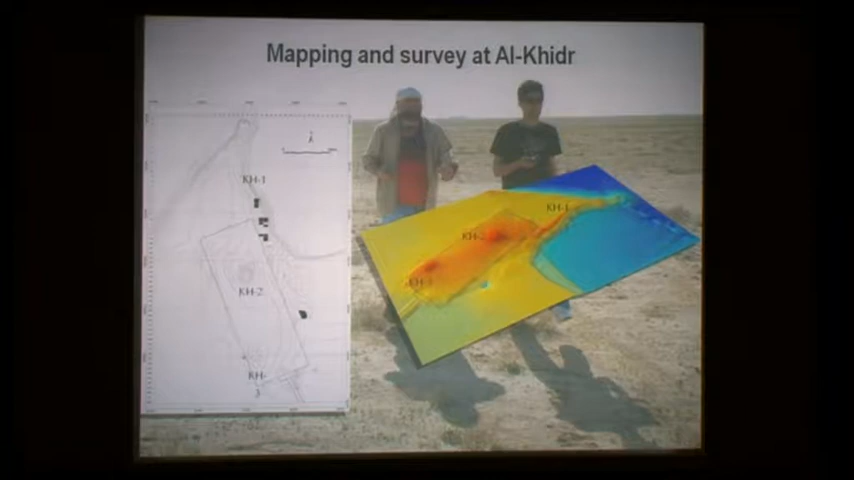 Mapping and survey at Al-Khidr
KH-1
KH-2
KH-
3
KH-1
KH-2
KH-3